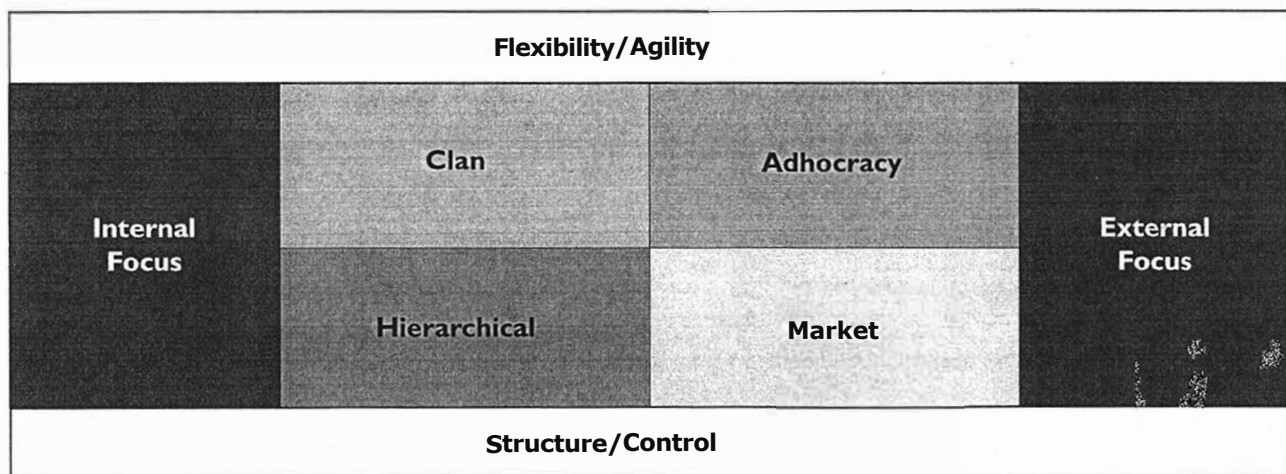 Flexibility/Agility
Clan
Adhocracy
Internal
Focus
External
Focus
Hierarchical
Market
Structure/Control